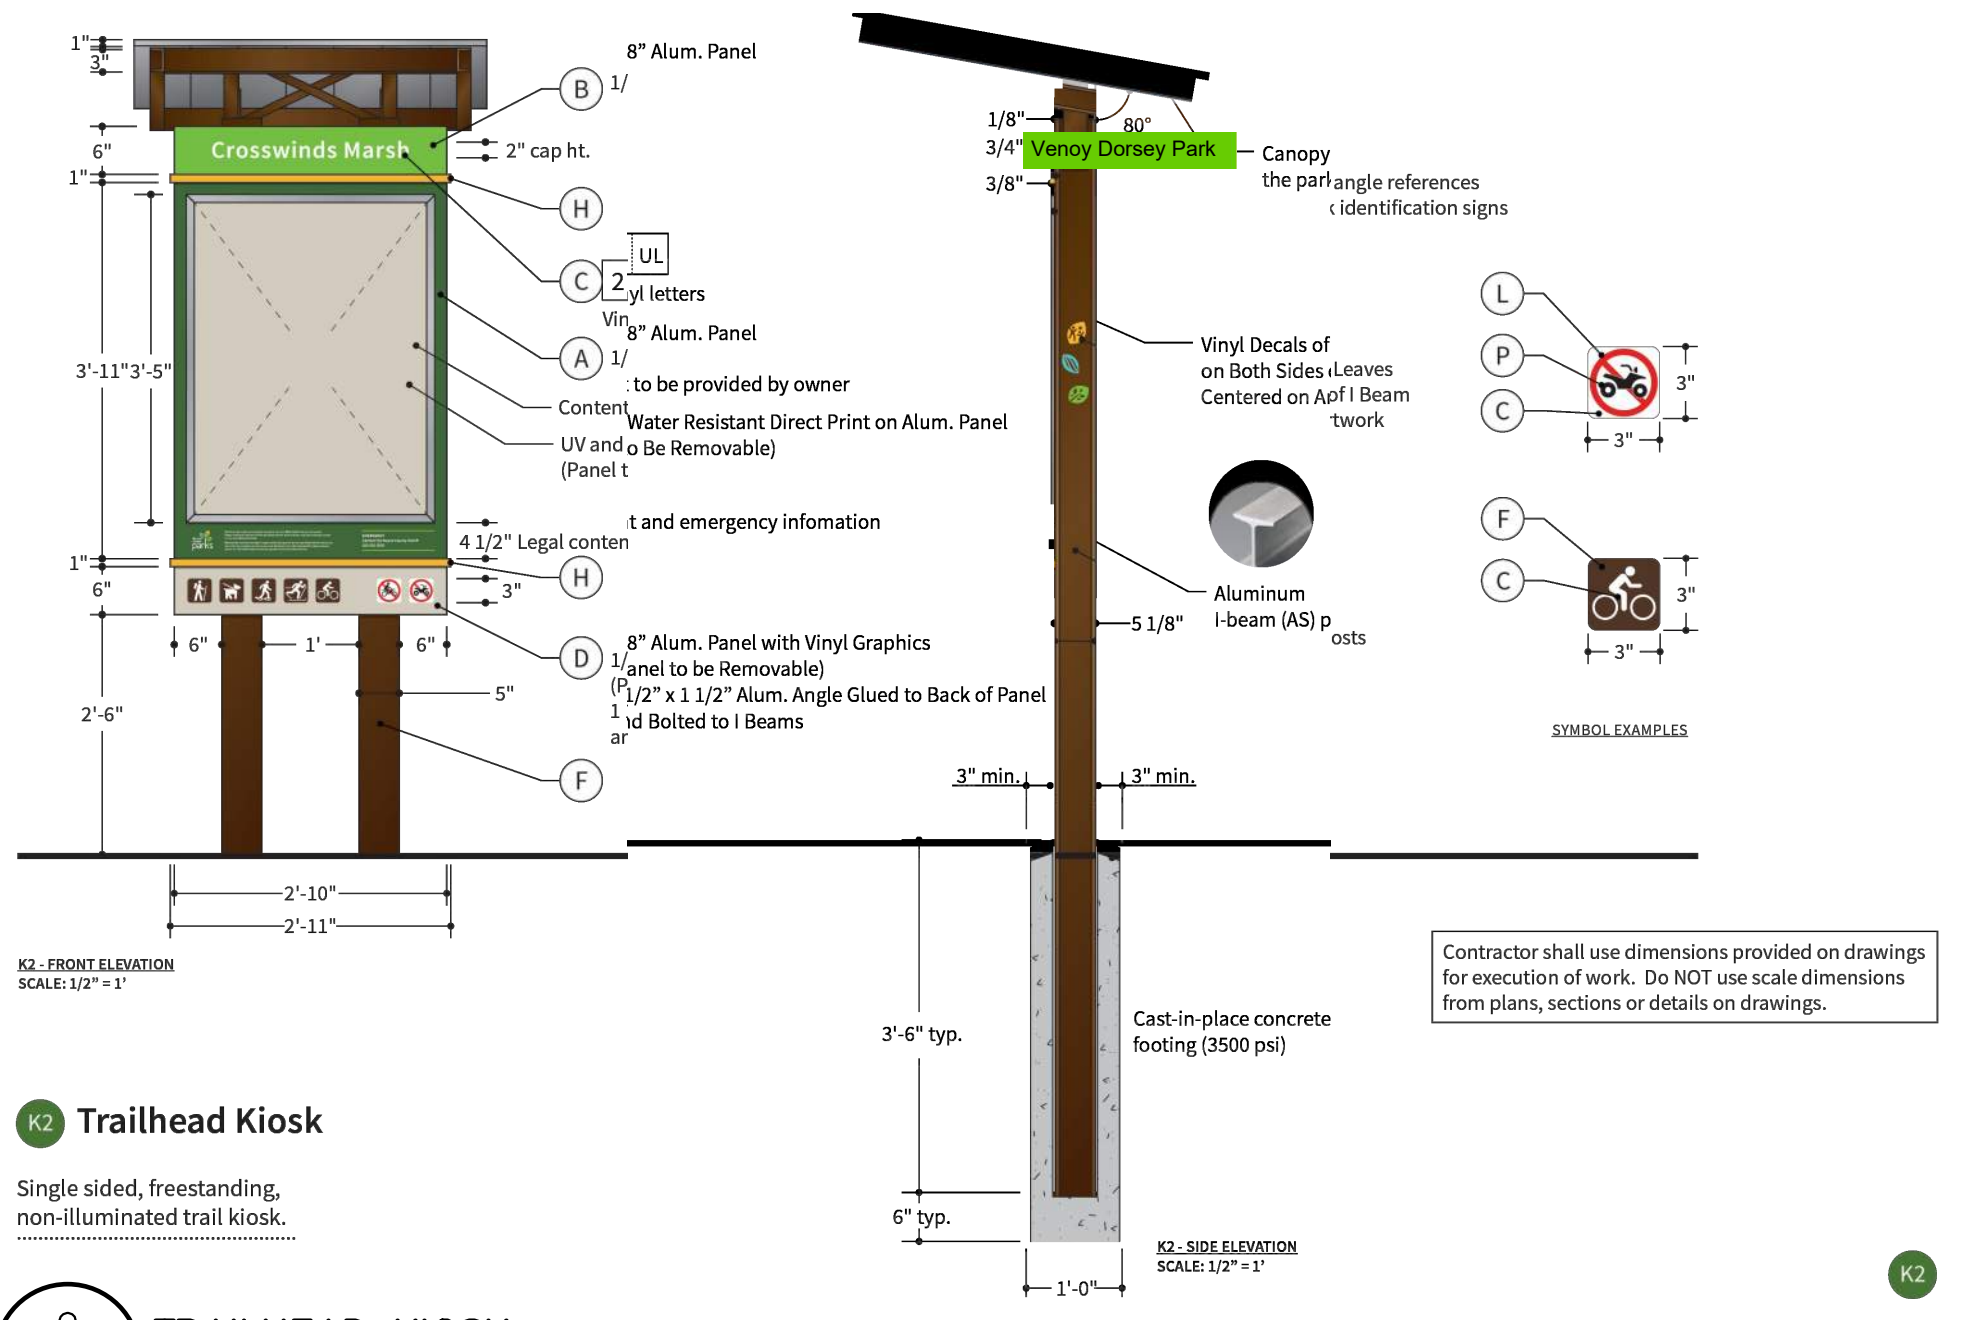 1"
3"
6"
1"
3'-11"
3'-5"
1"
6"
2'-6"
Crosswinds Marsh
2" cap ht.
B
8” Alum. Panel
1/
H
UL
C
2
yl letters
Vin
8” Alum. Panel
A
1/
: to be provided by owner
Content
Water Resistant Direct Print on Alum. Panel
UV and
o Be Removable)
(Panel t
t and emergency infomation
4 1/2" Legal conten
parks
H
3"
6"
1'
6"
8” Alum. Panel with Vinyl Graphics
D
1/
anel to be Removable)
(P
1/2” x 1 1/2” Alum. Angle Glued to Back of Panel
1
nd Bolted to I Beams
ar
5"
F
2'-10"
2'-11"
K2 - FRONT ELEVATION
SCALE: 1/2” = 1’
K2 Trailhead Kiosk
Single sided, freestanding,
non-illuminated trail kiosk.
TRAILHEAD KIOSK
1/8"
80°
3/4"
Venoy Dorsey Park
3/8"
Canopy
the park
angle references
k identification signs
Vinyl Decals of
on Both Sides
Leaves
Centered on A
of I Beam
twork
Aluminum
I-beam (AS) p
osts
5 1/8"
3" min.
3" min.
3'-6" typ.
Cast-in-place concrete
footing (3500 psi)
6" typ.
K2 - SIDE ELEVATION
SCALE: 1/2” = 1’
1'-0"
L
P
C
3"
3"
F
C
3"
3"
SYMBOL EXAMPLES
Contractor shall use dimensions provided on drawings
for execution of work. Do NOT use scale dimensions
from plans, sections or details on drawings.
K2